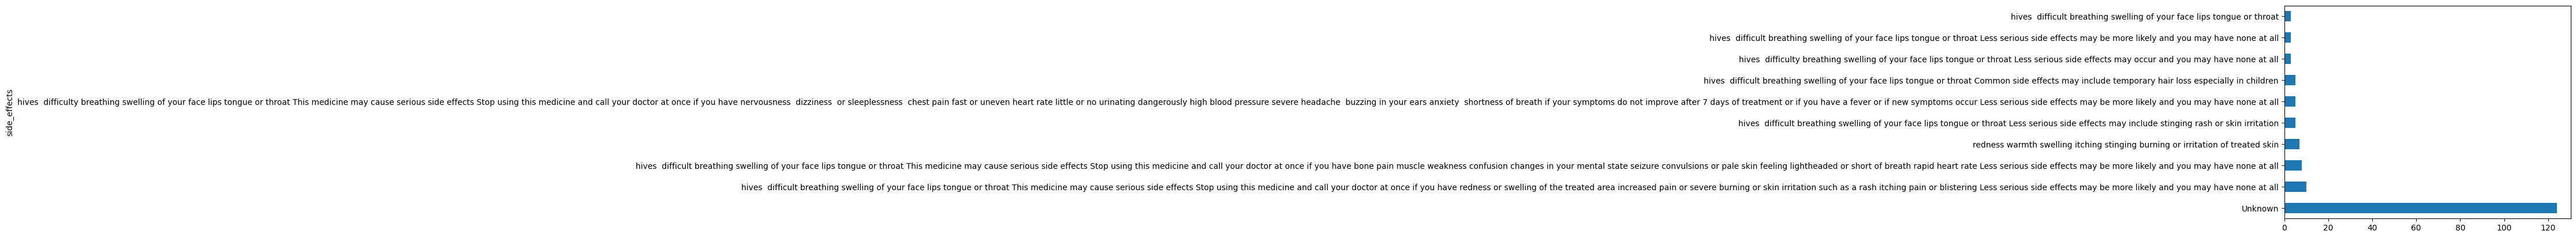 hives  difficult breathing swelling of your face lips tongue or throat
hives  difficult breathing swelling of your face lips tongue or throat Less serious side effects may be more likely and you may have none at all
hives  difficulty breathing swelling of your face lips tongue or throat Less serious side effects may occur and you may have none at all
hives  difficult breathing swelling of your face lips tongue or throat Common side effects may include temporary hair loss especially in children
hives  difficulty breathing swelling of your face lips tongue or throat This medicine may cause serious side effects Stop using this medicine and call your doctor at once if you have nervousness  dizziness  or sleeplessness  chest pain fast or uneven heart rate little or no urinating dangerously high blood pressure severe headache  buzzing in your ears anxiety  shortness of breath if your symptoms do not improve after 7 days of treatment or if you have a fever or if new symptoms occur Less serious side effects may be more likely and you may have none at all
hives  difficult breathing swelling of your face lips tongue or throat Less serious side effects may include stinging rash or skin irritation
redness warmth swelling itching stinging burning or irritation of treated skin
hives  difficult breathing swelling of your face lips tongue or throat This medicine may cause serious side effects Stop using this medicine and call your doctor at once if you have bone pain muscle weakness confusion changes in your mental state seizure convulsions or pale skin feeling lightheaded or short of breath rapid heart rate Less serious side effects may be more likely and you may have none at all
hives  difficult breathing swelling of your face lips tongue or throat This medicine may cause serious side effects Stop using this medicine and call your doctor at once if you have redness or swelling of the treated area increased pain or severe burning or skin irritation such as a rash itching pain or blistering Less serious side effects may be more likely and you may have none at all
Unknown
side_effects
0 20 40 60 80 100 120